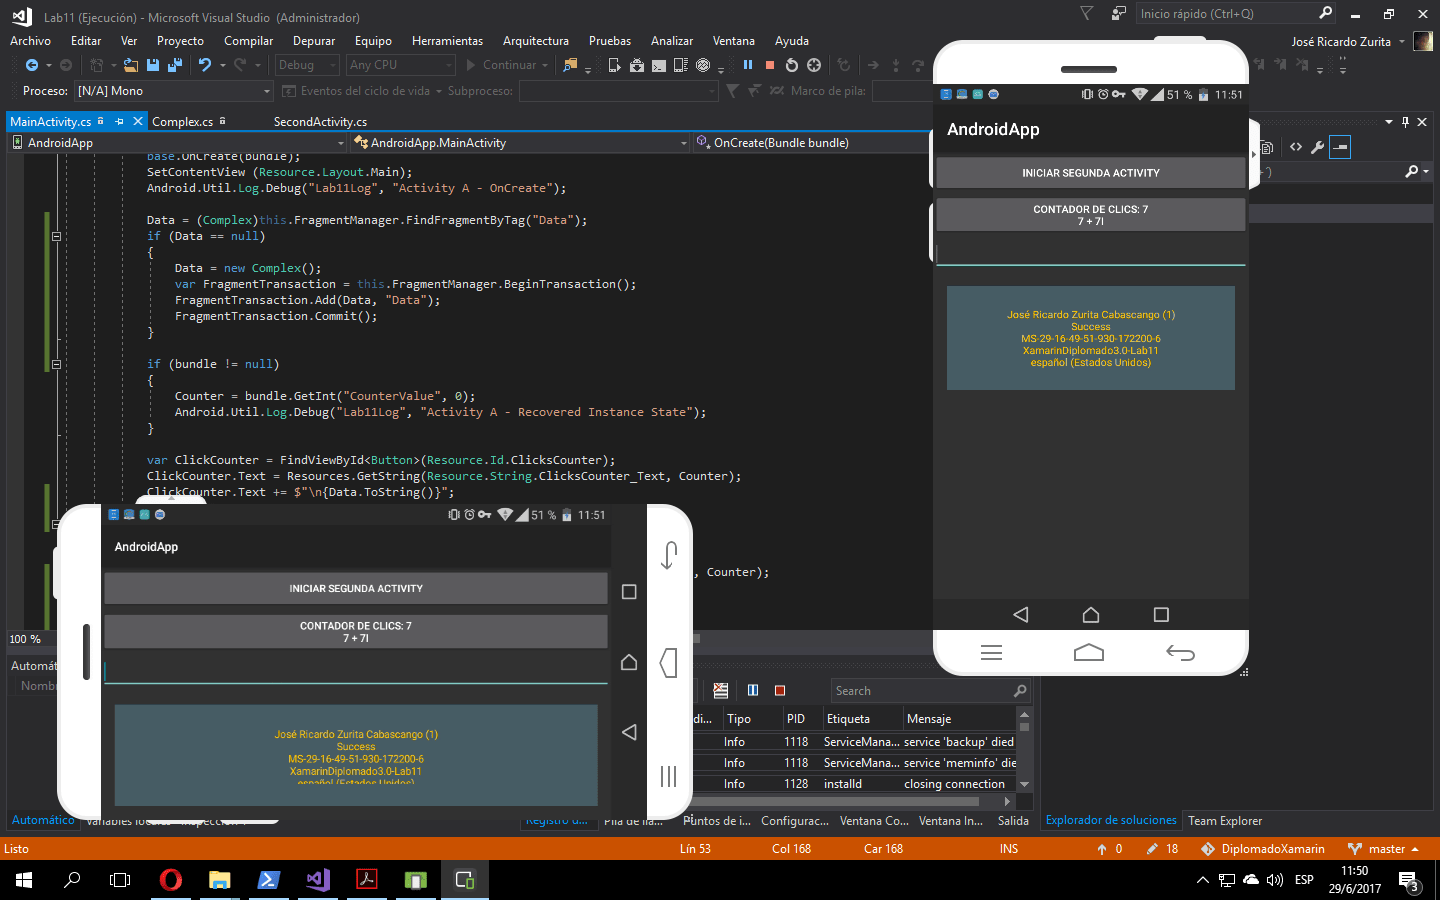 Lab11 (Ejecución) - Microsoft Visual Studio (Administrador)
Inicio rápido (Ctrl+Q)
Archivo Editar Ver Proyecto Compilar Depurar Equipo Herramientas Arquitectura Pruebas Analizar Ventana Ayuda
José Ricardo Zurita
Debug Any CPU Continuar
Proceso: [N/A] Mono Eventos del ciclo de vida Subproceso: Marco de pila:
MainActivity.cs Complex.cs SecondActivity.cs
AndroidApp AndroidApp.MainActivity OnCreate(Bundle bundle)
base.OnCreate(bundle);
SetContentView (Resource.Layout.Main);
Android.Util.Log.Debug("Lab11Log", "Activity A - OnCreate");
Data = (Complex)this.FragmentManager.FindFragmentByTag("Data");
if (Data == null)
{
Data = new Complex();
var FragmentTransaction = this.FragmentManager.BeginTransaction();
FragmentTransaction.Add(Data, "Data");
FragmentTransaction.Commit();
}
if (bundle != null)
{
Counter = bundle.GetInt("CounterValue", 0);
Android.Util.Log.Debug("Lab11Log", "Activity A - Recovered Instance State");
}
var ClickCounter = FindViewById<Button>(Resource.Id.ClicksCounter);
ClickCounter.Text = Resources.GetString(Resource.String.ClicksCounter_Text, Counter);
ClickCounter.Text += $"\n{Data.ToString()}";
, Counter);
100 %
51 % 11:51
AndroidApp
INICIAR SEGUNDA ACTIVITY
CONTADOR DE CLICS: 7
7 + 7I
José Ricardo Zurita Cabascango (1)
Success
MS-29-16-49-51-930-172200-6
XamarinDiplomado3.0-Lab11
español (Estados Unidos)
51 % 11:51
AndroidApp
INICIAR SEGUNDA ACTIVITY
CONTADOR DE CLICS: 7
7 + 7I
José Ricardo Zurita Cabascango (1)
Success
MS-29-16-49-51-930-172200-6
XamarinDiplomado3.0-Lab11
español (Estados Unidos)
Automát
Nomb
Search
di... Tipo PID Etiqueta Mensaje
Info 1118 ServiceMana... service 'backup' died
Info 1118 ServiceMana... service 'meminfo' die
Info 1128 installd closing connection
Automático Variables locales Inspección 1 Registro d... Pila de lla... Puntos de i... Configurac... Ventana Co... Ventana In... Salida
Explorador de soluciones Team Explorer
Listo Lín 53 Col 168 Car 168 INS 0 18 DiplomadoXamarin master
ESP
11:50
29/6/2017
3